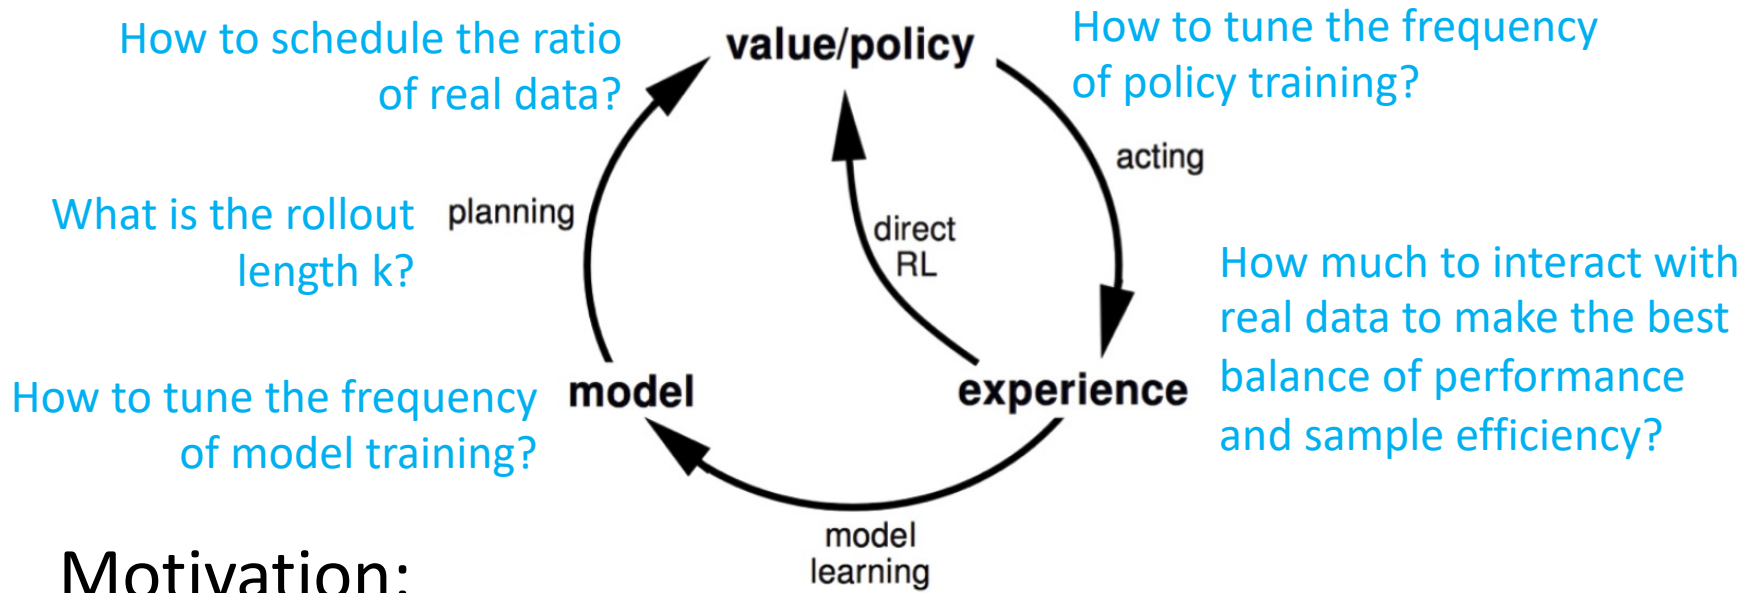 How to schedule the ratio
of real data?
value/policy
How to tune the frequency
of policy training?
acting
What is the rollout
length k?
planning
direct
RL
How much to interact with
real data to make the best
balance of performance
and sample efficiency?
How to tune the frequency
of model training?
model
experience
model
learning
Motivation: